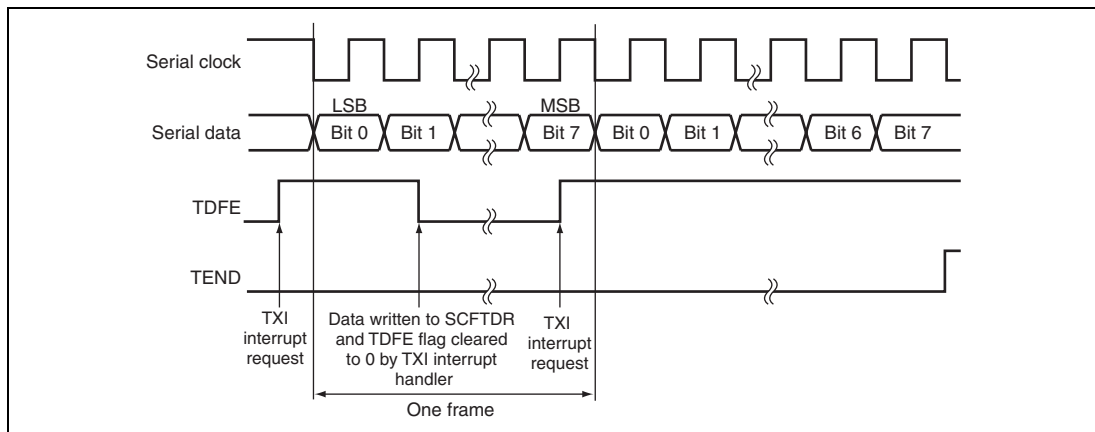 Serial clock
LSB
MSB
Serial data
Bit 0
Bit 1
Bit 7
Bit 0
Bit 1
Bit 6
Bit 7
TDFE
TEND
TXI
interrupt
request
Data written to SCFTDR
and TDFE flag cleared
to 0 by TXI interrupt
handler
TXI
interrupt
request
One frame